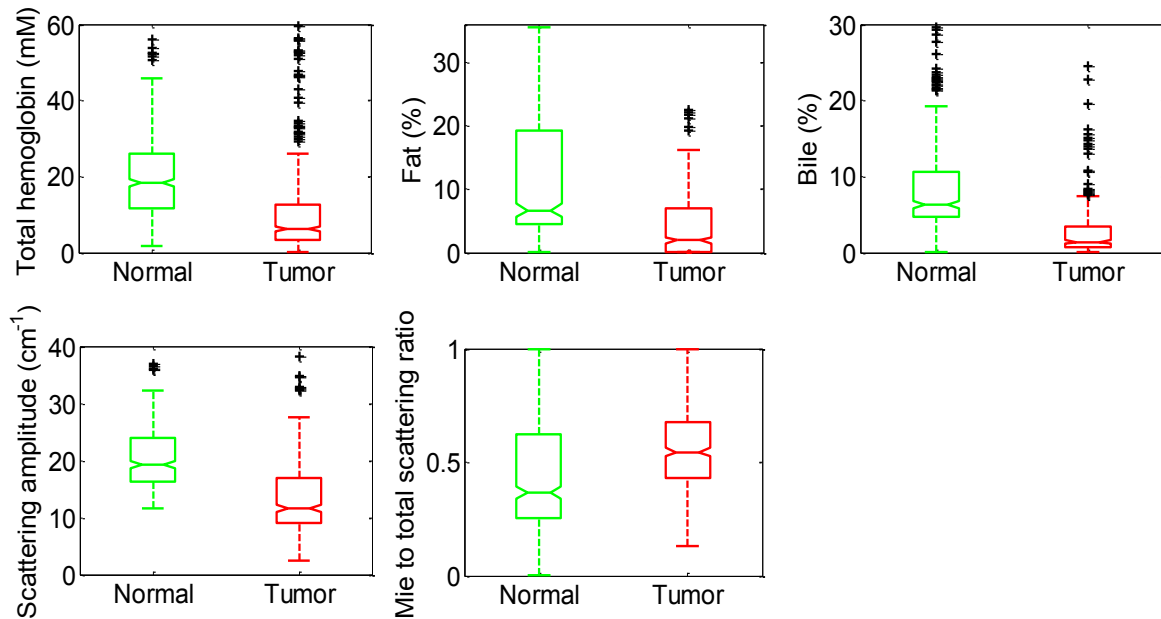 Total hemoglobin (mM)
60
40
20
0
Normal
Tumor
Fat (%)
30
20
10
0
Normal
Tumor
Bile (%)
30
20
10
0
Normal
Tumor
Scattering amplitude (cm⁻¹)
40
30
20
10
0
Normal
Tumor
Mie to total scattering ratio
1
0.5
0
Normal
Tumor